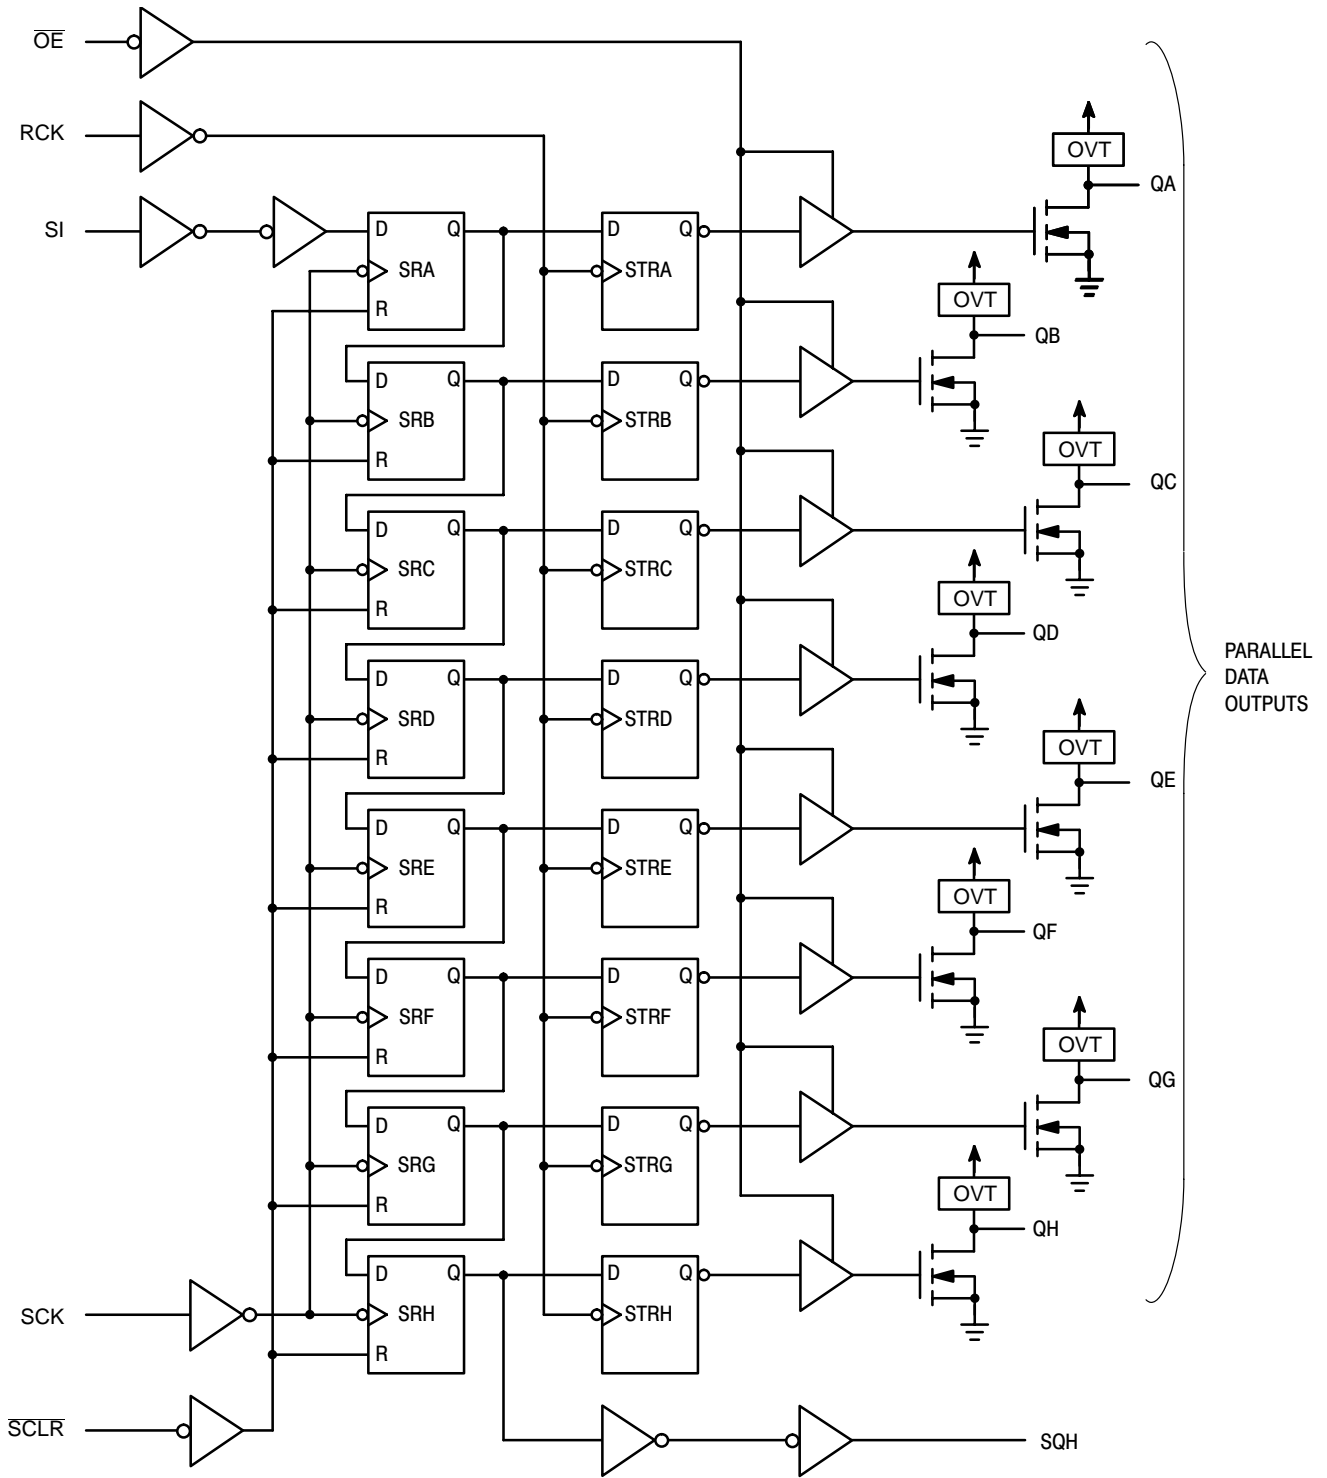 OE
RCK
OVT
QA
SI
D Q
SRA
R
D Q
STRA
OVT
QB
D Q
SRB
R
D Q
STRB
OVT
QC
D Q
SRC
R
D Q
STRC
OVT
QD
D Q
SRD
R
D Q
STRD
PARALLEL
DATA
OUTPUTS
OVT
QE
D Q
SRE
R
D Q
STRE
OVT
QF
D Q
SRF
R
D Q
STRF
OVT
QG
D Q
SRG
R
D Q
STRG
OVT
QH
D Q
SRH
R
D Q
STRH
SCK
SCLR
SQH